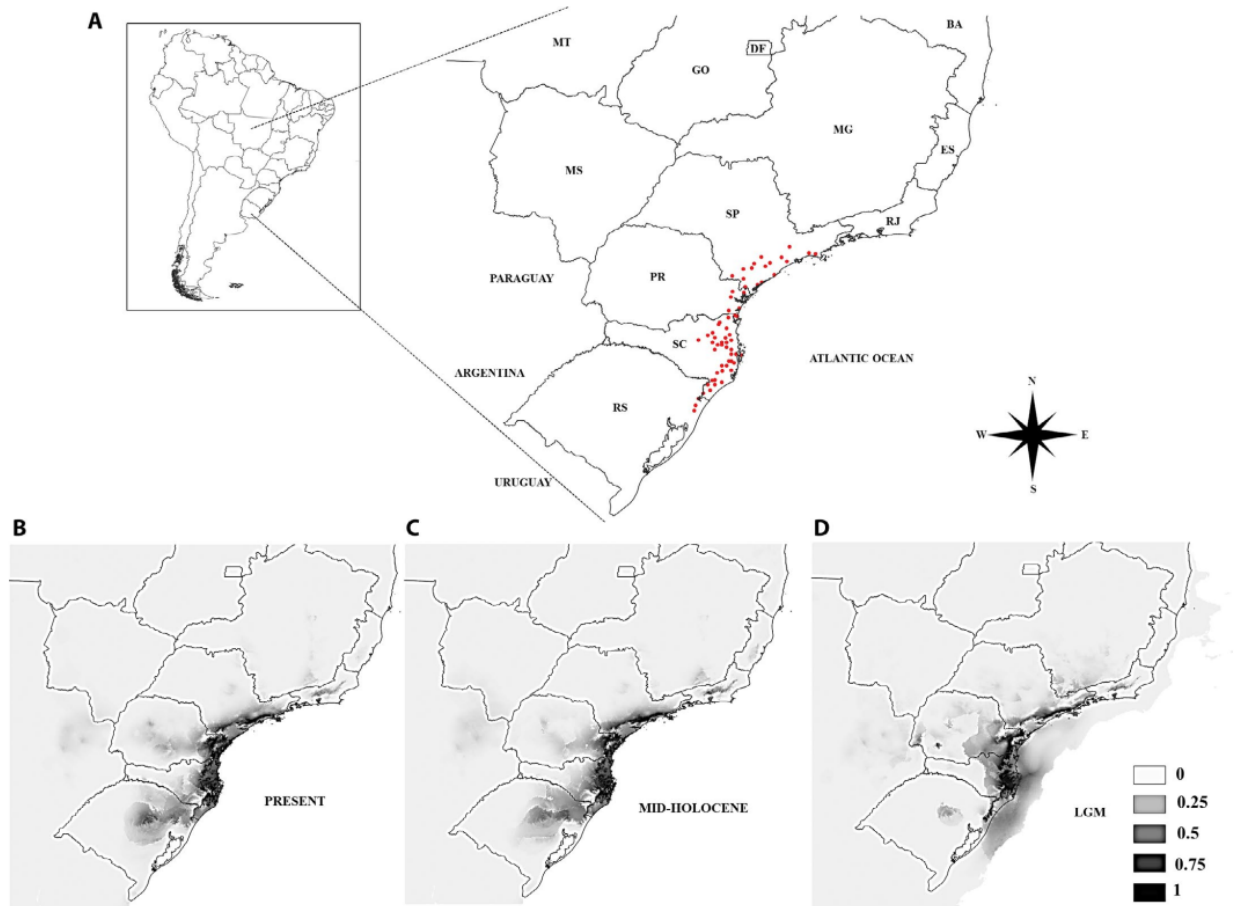 A
MT
BA
DF
GO
MG
ES
MS
SP
RJ
PARAGUAY
PR
SC
ATLANTIC OCEAN
ARGENTINA
RS
N
W
E
S
URUGUAY
B
C
D
PRESENT
MID-HOLOCENE
LGM
0
0.25
0.5
0.75
1